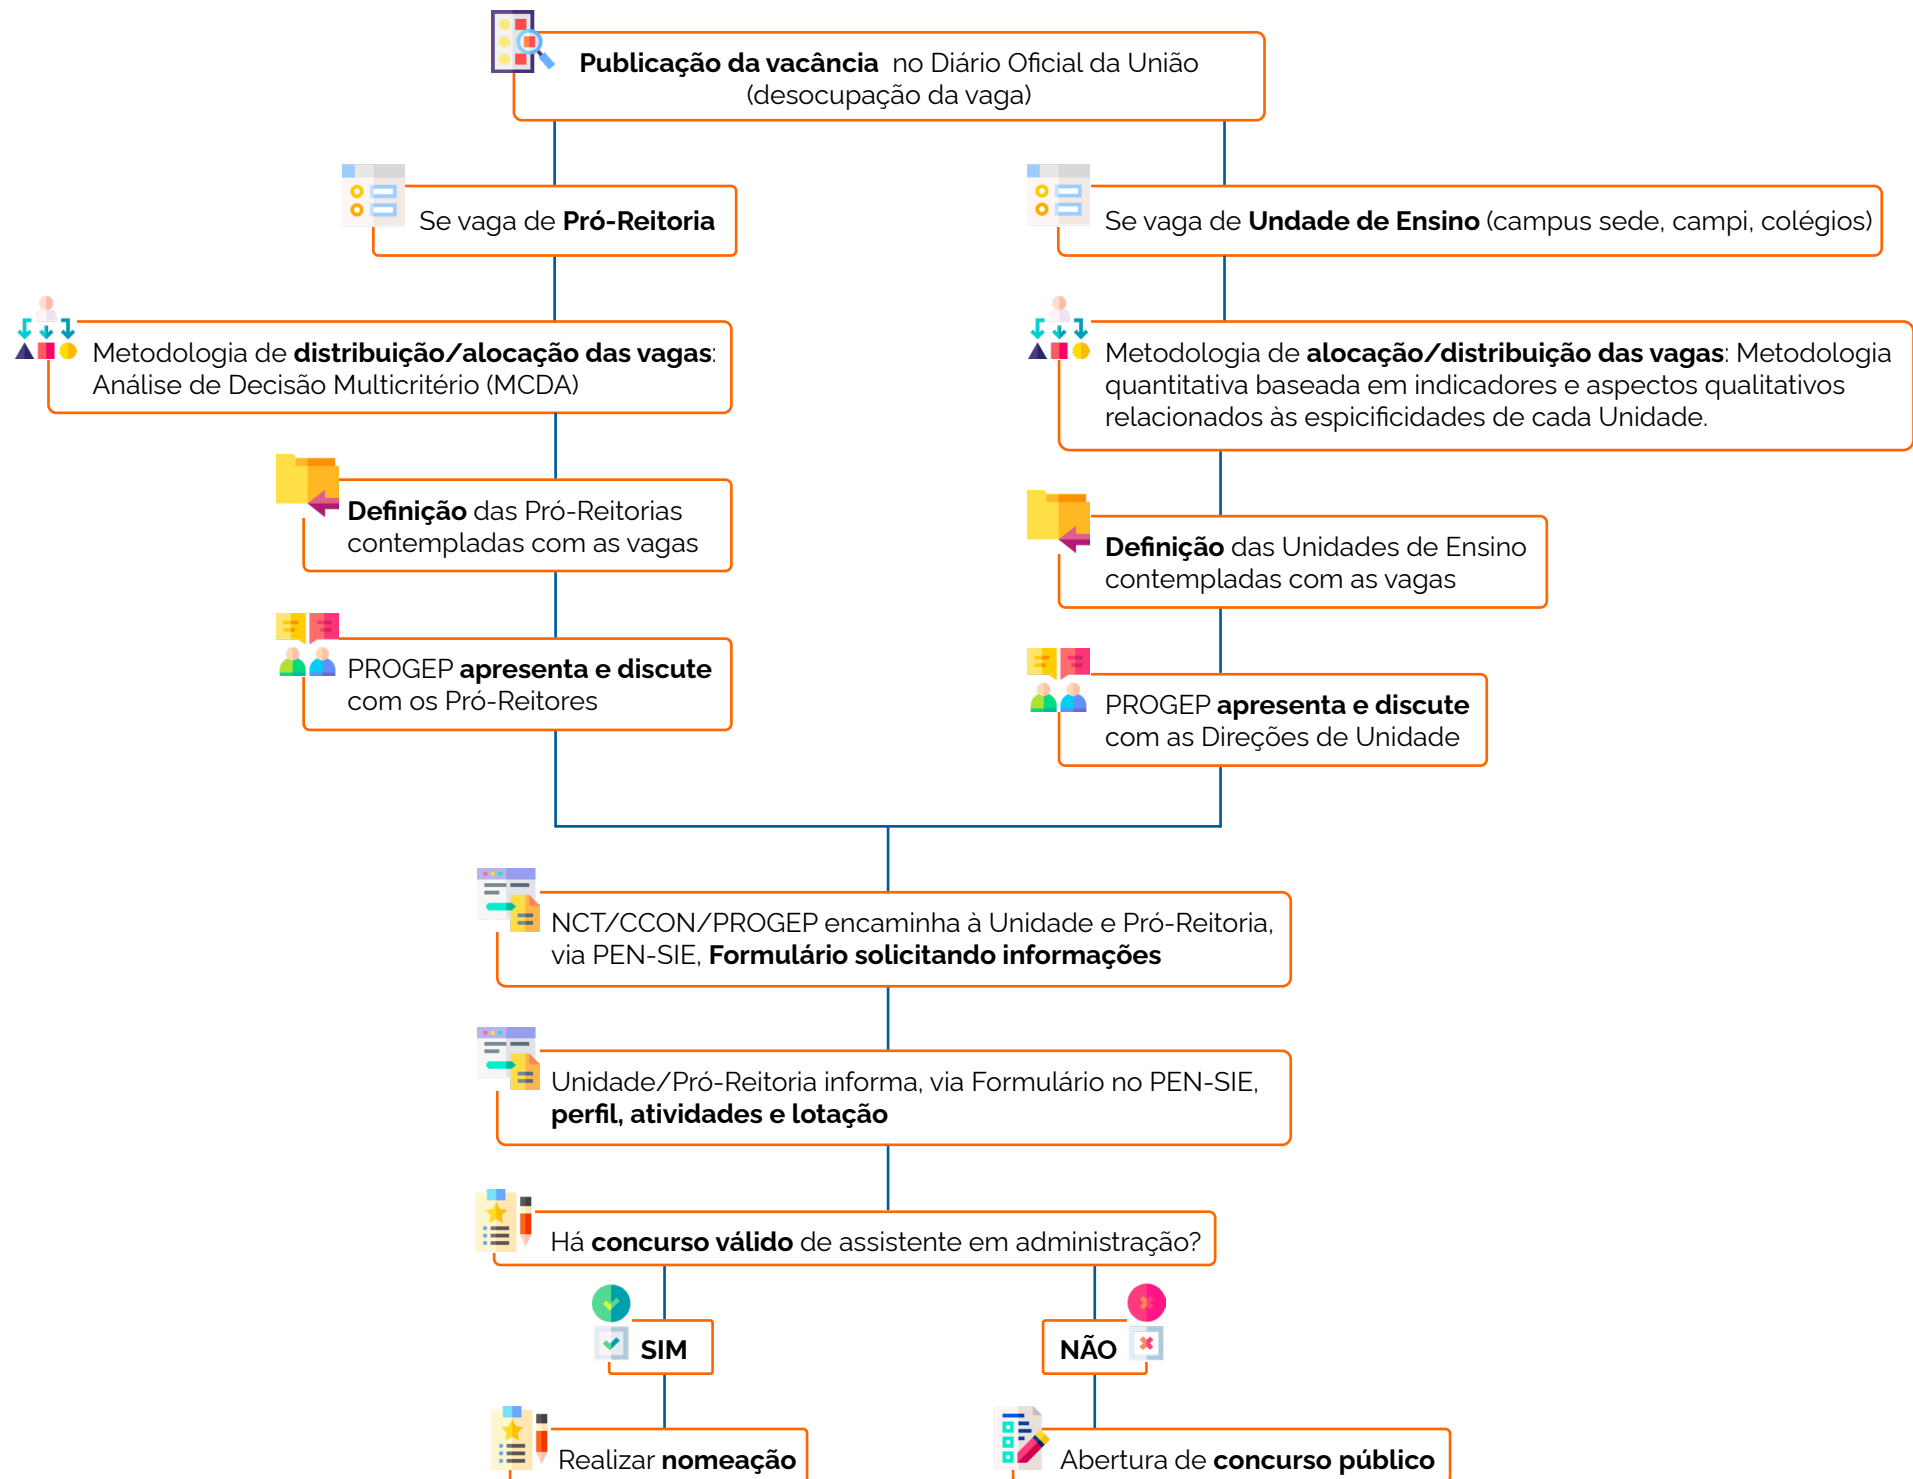 Publicação da vacância no Diário Oficial da União
(desocupação da vaga)
Se vaga de Pró-Reitoria
Se vaga de Undade de Ensino (campus sede, campi, colégios)
Metodologia de distribuição/alocação das vagas:
Análise de Decisão Multicritério (MCDA)
Metodologia de alocação/distribuição das vagas: Metodologia
quantitativa baseada em indicadores e aspectos qualitativos
relacionados às espicificidades de cada Unidade.
Definição das Pró-Reitorias
contempladas com as vagas
Definição das Unidades de Ensino
contempladas com as vagas
PROGEP apresenta e discute
com os Pró-Reitores
PROGEP apresenta e discute
com as Direções de Unidade
NCT/CCON/PROGEP encaminha à Unidade e Pró-Reitoria,
via PEN-SIE, Formulário solicitando informações
Unidade/Pró-Reitoria informa, via Formulário no PEN-SIE,
perfil, atividades e lotação
Há concurso válido de assistente em administração?
SIM
NÃO
Realizar nomeação
Abertura de concurso público